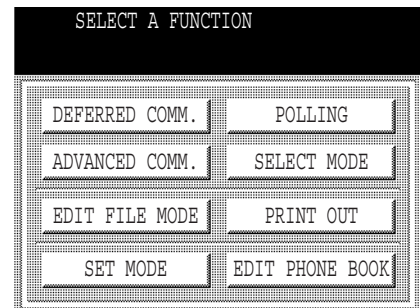 SELECT A FUNCTION
DEFERRED COMM. POLLING
ADVANCED COMM. SELECT MODE
EDIT FILE MODE PRINT OUT
SET MODE EDIT PHONE BOOK